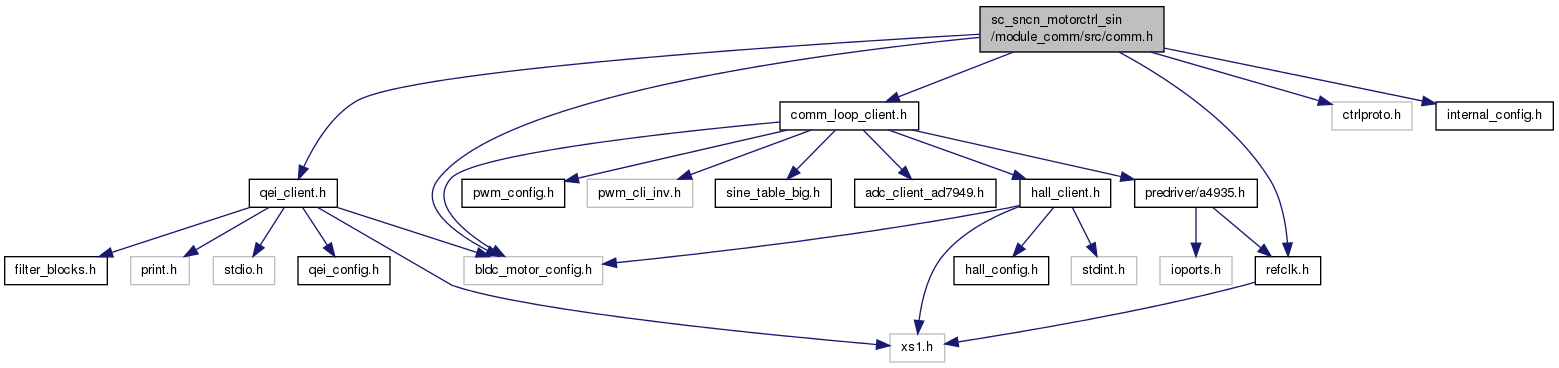 sc_sncn_motorctrl_sin
/module_comm/src/comm.h
comm_loop_client.h
ctrlproto.h
internal_config.h
qei_client.h
pwm_config.h
pwm_cli_inv.h
sine_table_big.h
adc_client_ad7949.h
hall_client.h
predriver/a4935.h
filter_blocks.h
print.h
stdio.h
qei_config.h
bldc_motor_config.h
hall_config.h
stdint.h
ioports.h
refclk.h
xs1.h